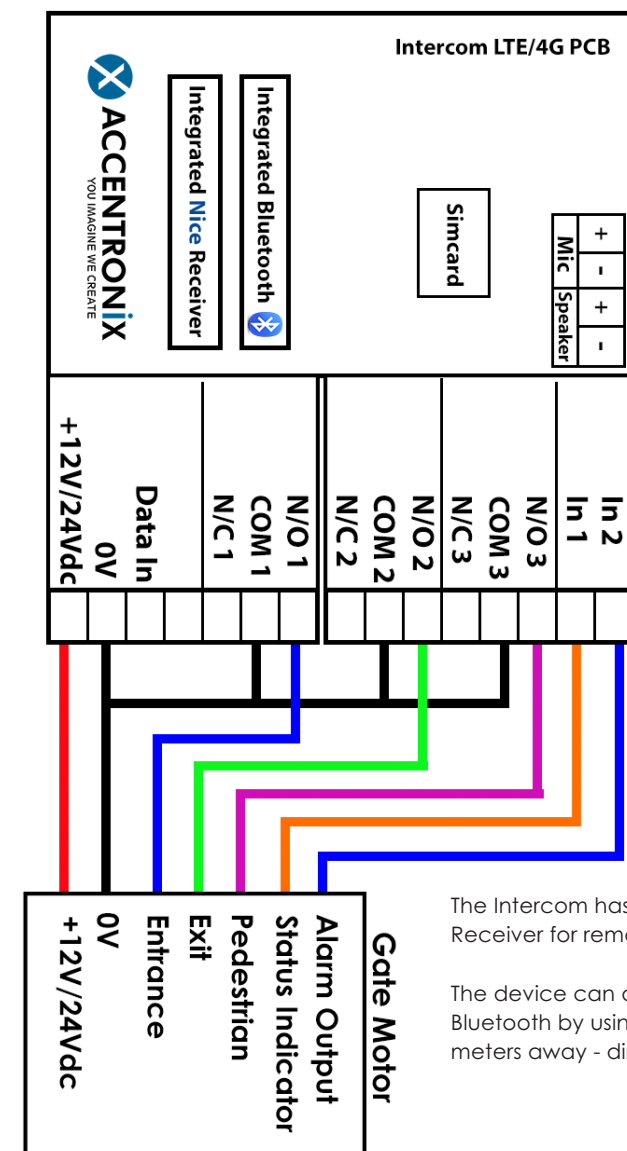 Intercom LTE/4G PCB
ACCENTRONiX
YOU IMAGINE WE CREATE
Integrated Nice Receiver
Integrated Bluetooth
Simcard
Mic
Speaker
+
-
+
-
+12V/24Vdc
0V
Data In
N/C 1
COM 1
N/O 1
N/C 2
COM 2
N/O 2
N/C 3
COM 3
N/O 3
In 1
In 2
+12V/24Vdc
0V
Entrance
Exit
Pedestrian
Status Indicator
Alarm Output
Gate Motor
The Intercom has
Receiver for rem
The device can
Bluetooth by usin
meters away - di